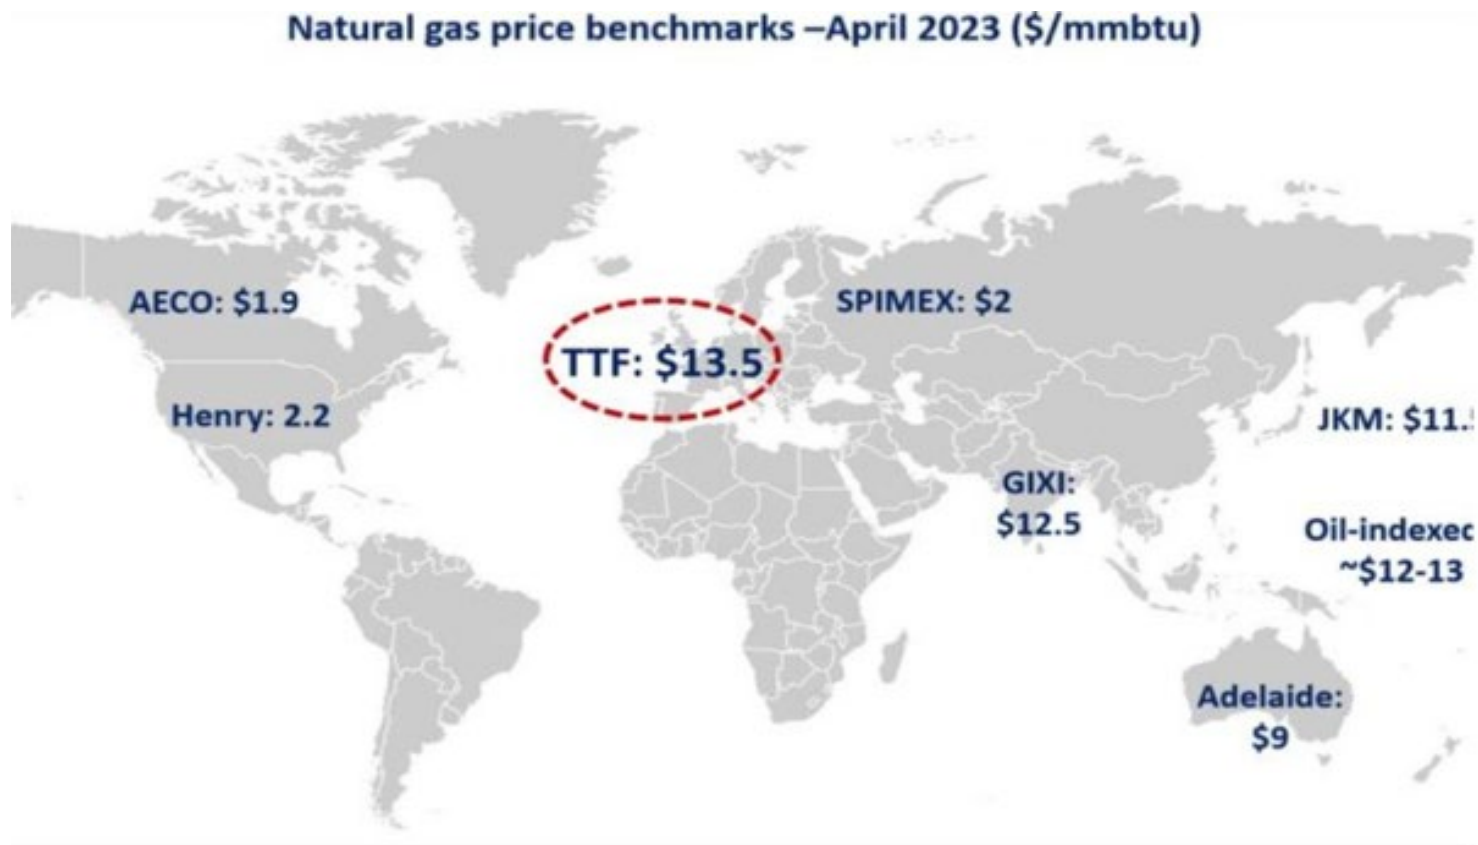 Natural gas price benchmarks –April 2023 ($/mmbtu)
AECO: $1.9
SPIMEX: $2
TTF: $13.5
Henry: 2.2
JKM: $11.
GIXI:
$12.5
Oil-indexed
~$12-13
Adelaide:
$9